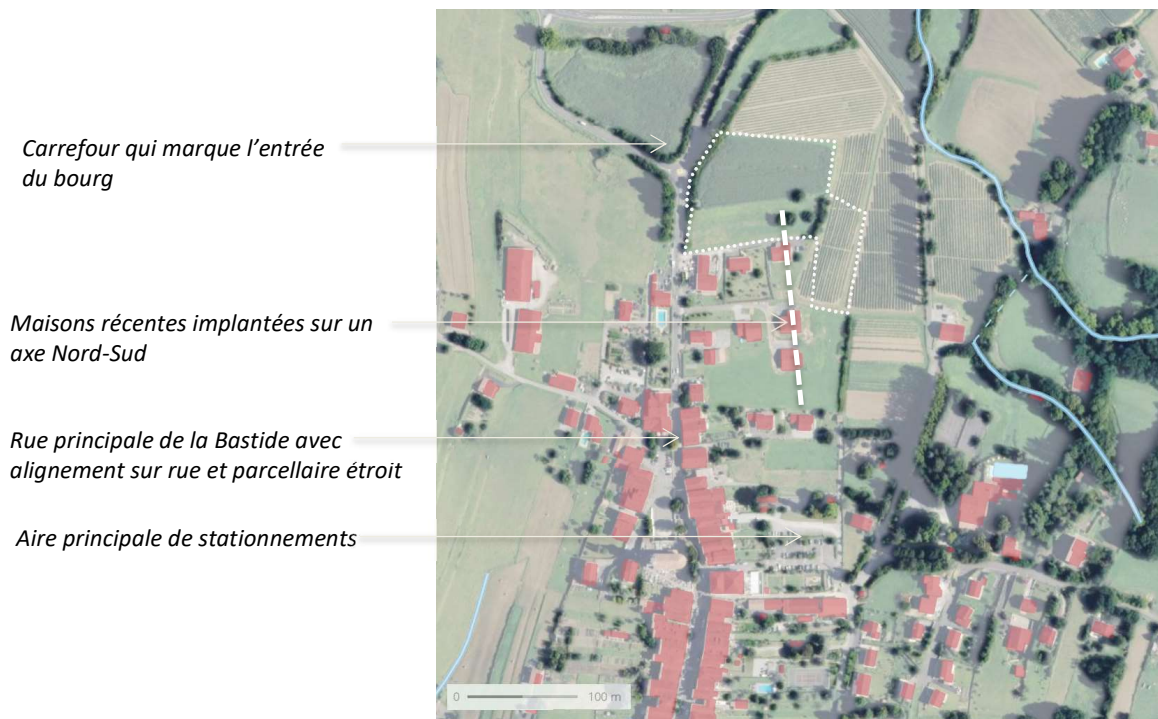 Carrefour qui marque l’entrée
du bourg
Maisons récentes implantées sur un
axe Nord-Sud
Rue principale de la Bastide avec
alignement sur rue et parcellaire étroit
Aire principale de stationnements
0 100 m